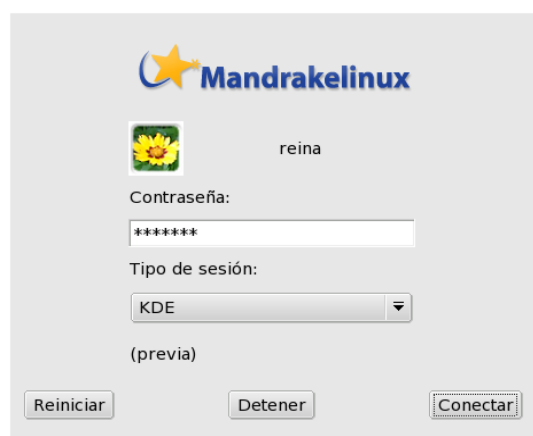 Mandrakelinux
reina
Contraseña:
*******
Tipo de sesión:
KDE
(previa)
Reiniciar Detener Conectar